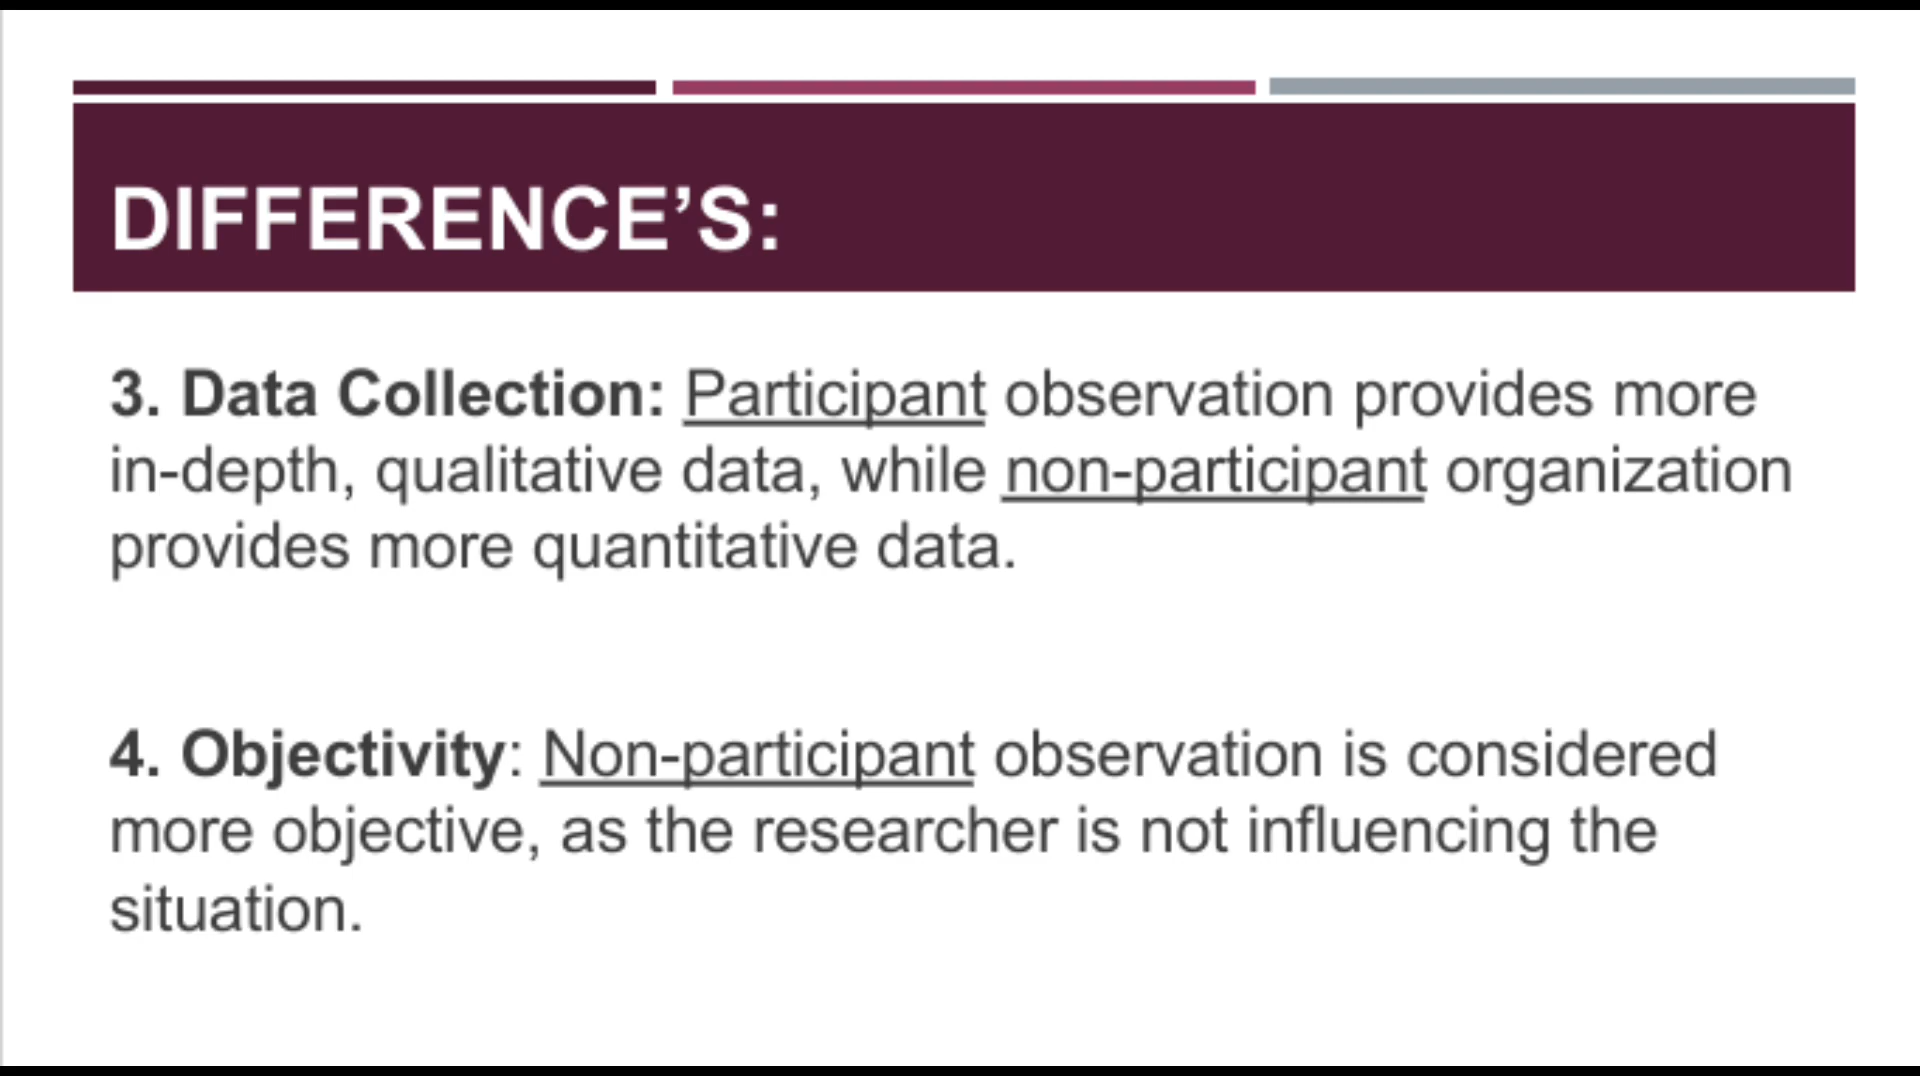 DIFFERENCE’S:
3. Data Collection: Participant observation provides more
in-depth, qualitative data, while non-participant organization
provides more quantitative data.
4. Objectivity: Non-participant observation is considered
more objective, as the researcher is not influencing the
situation.